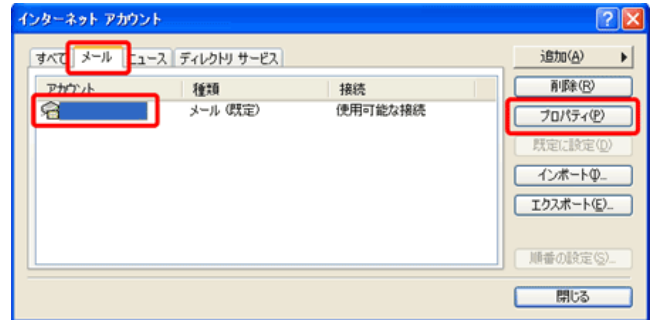 インターネット アカウント
すべて メール ニュース ディレクトリ サービス
アカウント 種類 接続
メール (既定) 使用可能な接続
追加(A)
削除(R)
プロパティ(P)
既定に設定(D)
インポート(I)...
エクスポート(E)...
順番の設定(S)...
閉じる